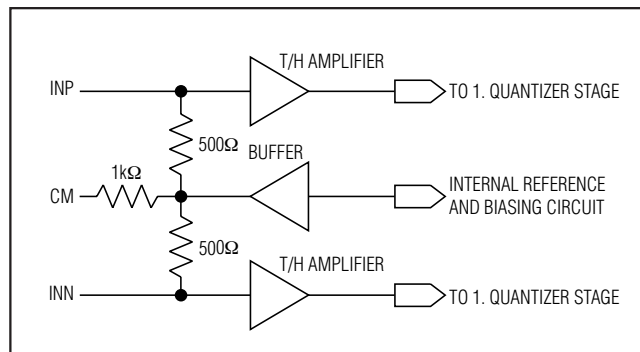 T/H AMPLIFIER
INP
TO 1. QUANTIZER STAGE
500Ω
BUFFER
1kΩ
CM
INTERNAL REFERENCE
AND BIASING CIRCUIT
500Ω
T/H AMPLIFIER
INN
TO 1. QUANTIZER STAGE